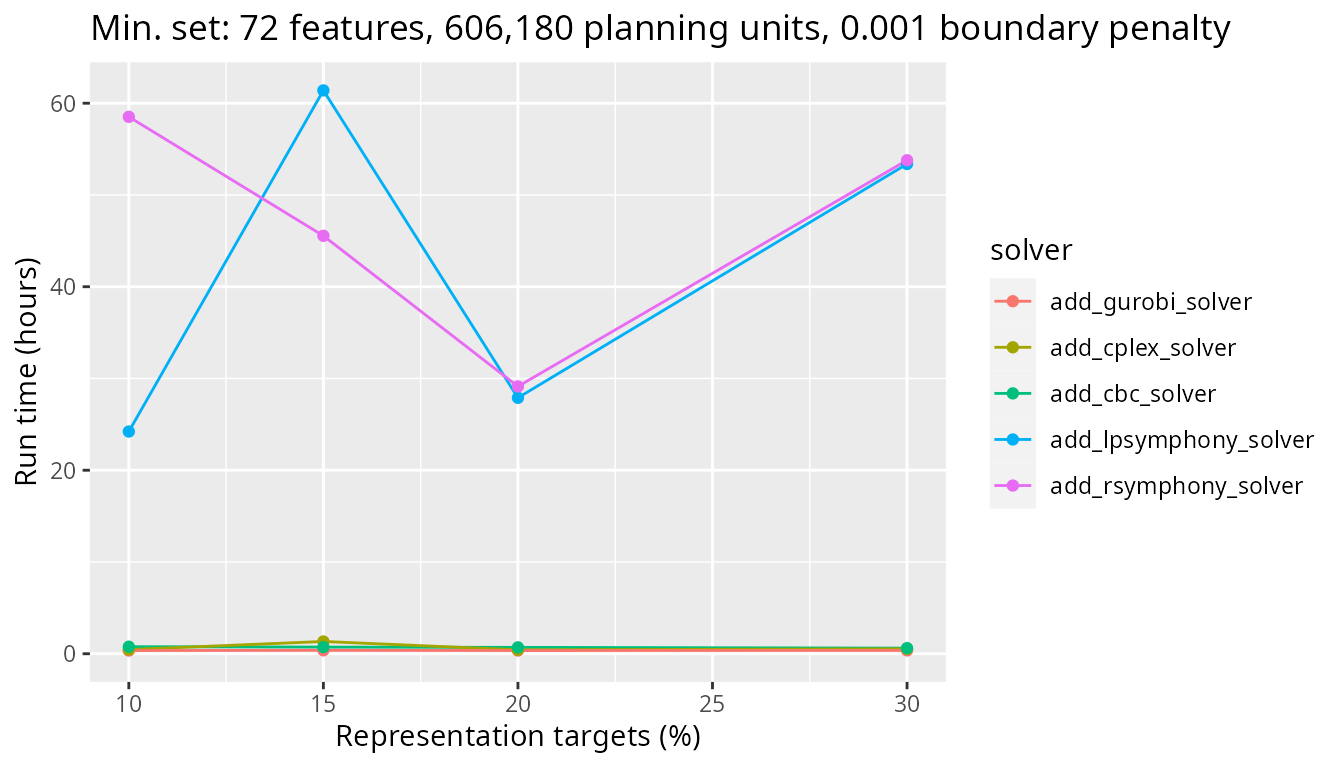 Min. set: 72 features, 606,180 planning units, 0.001 boundary penalty
60
40
20
0
Run time (hours)
10 15 20 25 30
Representation targets (%)
solver
add_gurobi_solver
add_cplex_solver
add_cbc_solver
add_lpsymphony_solver
add_rsymphony_solver